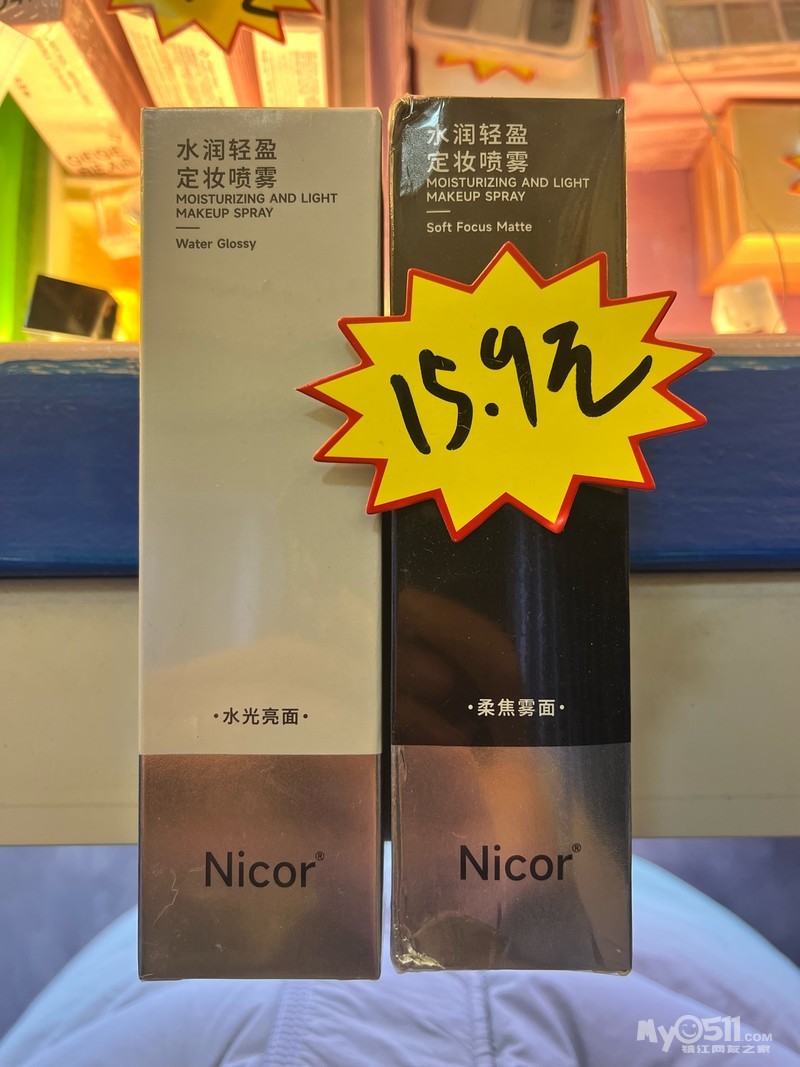 水润轻盈
定妆喷雾
MOISTURIZING AND LIGHT
MAKEUP SPRAY
Water Glossy
·水光亮面·
Nicor®
水润轻盈
定妆喷雾
MOISTURIZING AND LIGHT
MAKEUP SPRAY
Soft Focus Matte
15.9元
·柔焦雾面·
Nicor®
MyO511.COM
镇江网友之家